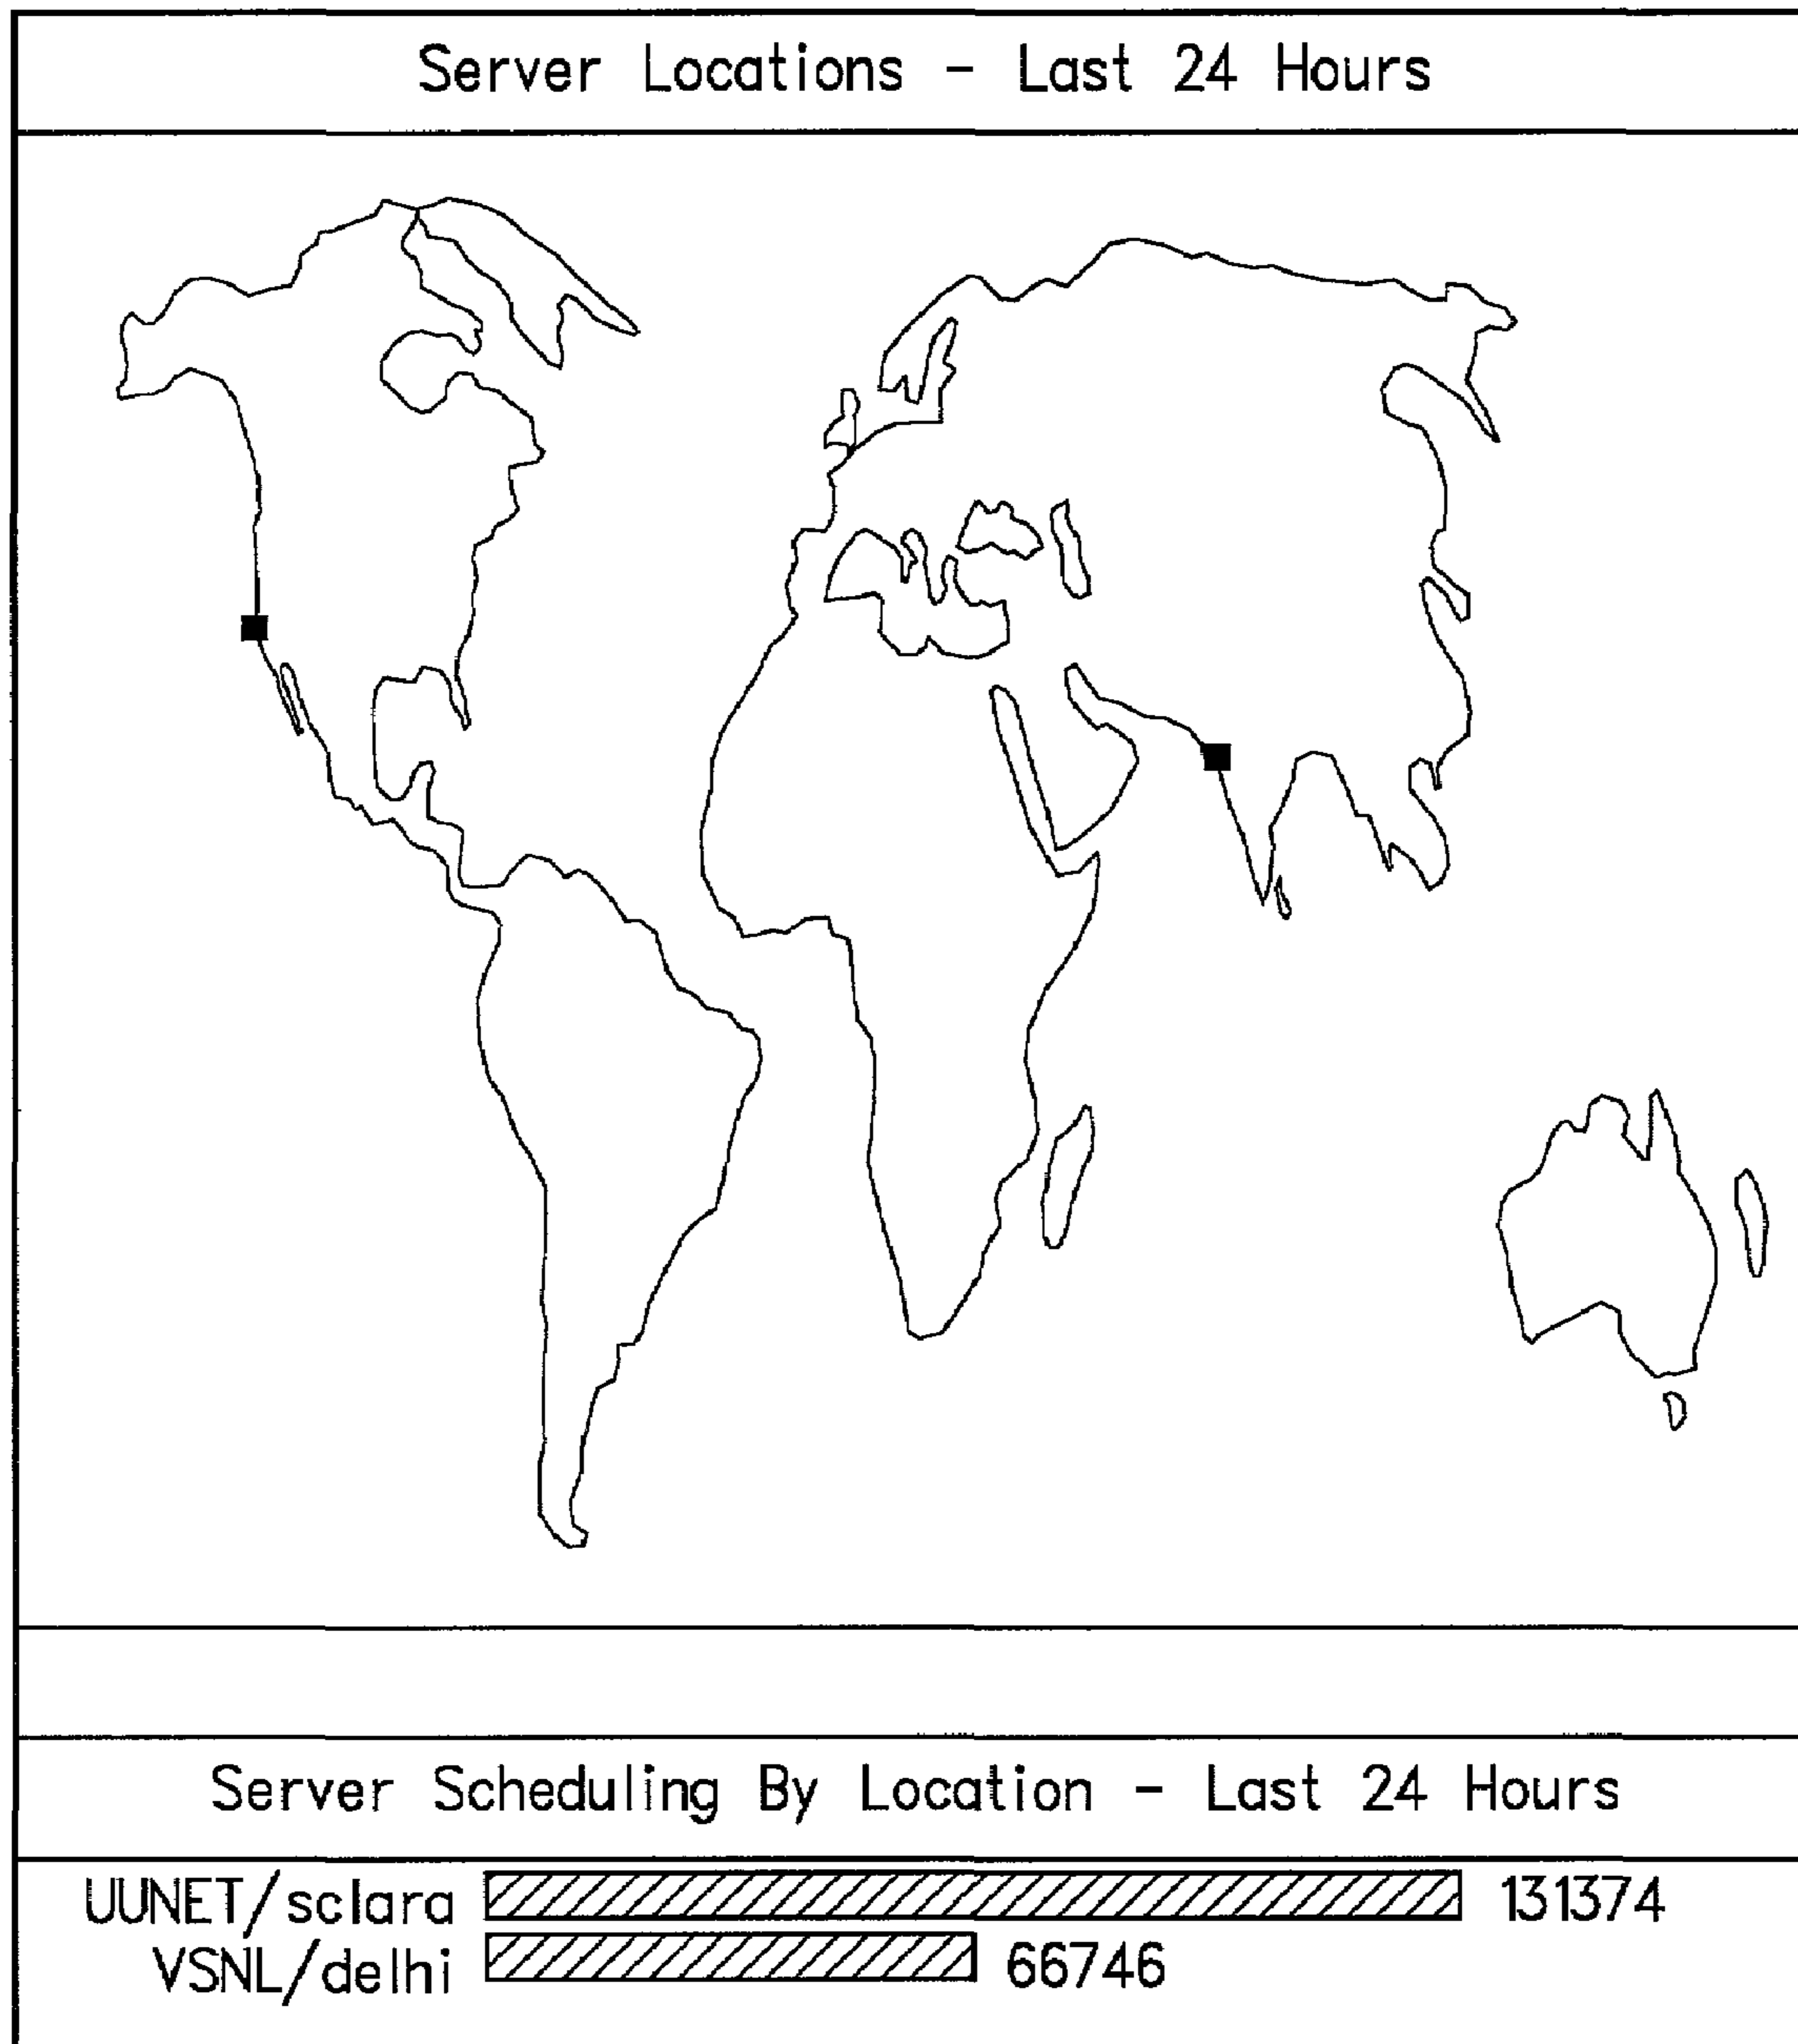 Server Locations - Last 24 Hours
Server Scheduling By Location - Last 24 Hours
UUNET/sclara 131374
VSNL/delhi 66746